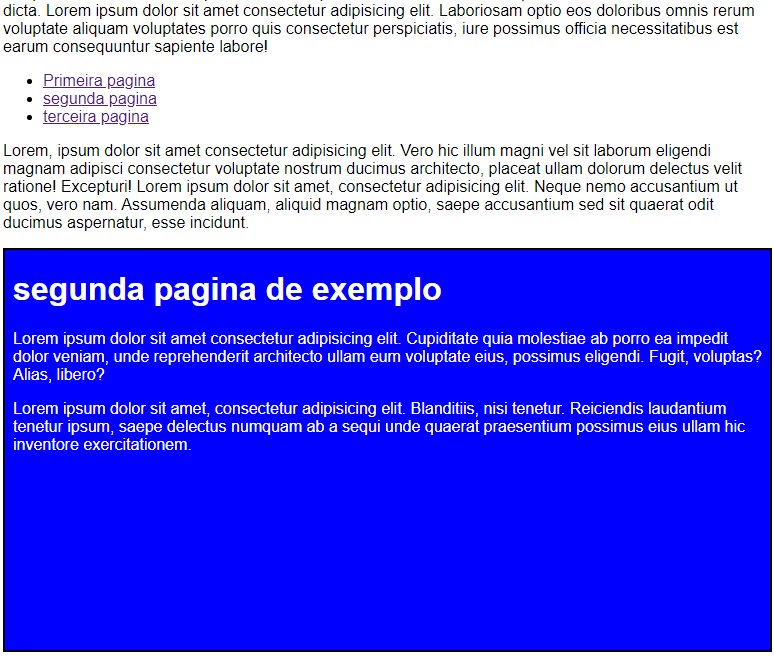 dicta. Lorem ipsum dolor sit amet consectetur adipisicing elit. Laboriosam optio eos doloribus omnis rerum
voluptate aliquam voluptates porro quis consectetur perspiciatis, iure possimus officia necessitatibus est
earum consequuntur sapiente labore!
Primeira pagina
segunda pagina
terceira pagina
Lorem, ipsum dolor sit amet consectetur adipisicing elit. Vero hic illum magni vel sit laborum eligendi
magnam adipisci consectetur voluptate nostrum ducimus architecto, placeat ullam dolorum delectus velit
ratione! Excepturi! Lorem ipsum dolor sit amet, consectetur adipisicing elit. Neque nemo accusantium ut
quos, vero nam. Assumenda aliquam, aliquid magnam optio, saepe accusantium sed sit quaerat odit
ducimus aspernatur, esse incidunt.
segunda pagina de exemplo
Lorem ipsum dolor sit amet consectetur adipisicing elit. Cupiditate quia molestiae ab porro ea impedit
dolor veniam, unde reprehenderit architecto ullam eum voluptate eius, possimus eligendi. Fugit, voluptas?
Alias, libero?
Lorem ipsum dolor sit amet, consectetur adipisicing elit. Blanditiis, nisi tenetur. Reiciendis laudantium
tenetur ipsum, saepe delectus numquam ab a sequi unde quaerat praesentium possimus eius ullam hic
inventore exercitationem.